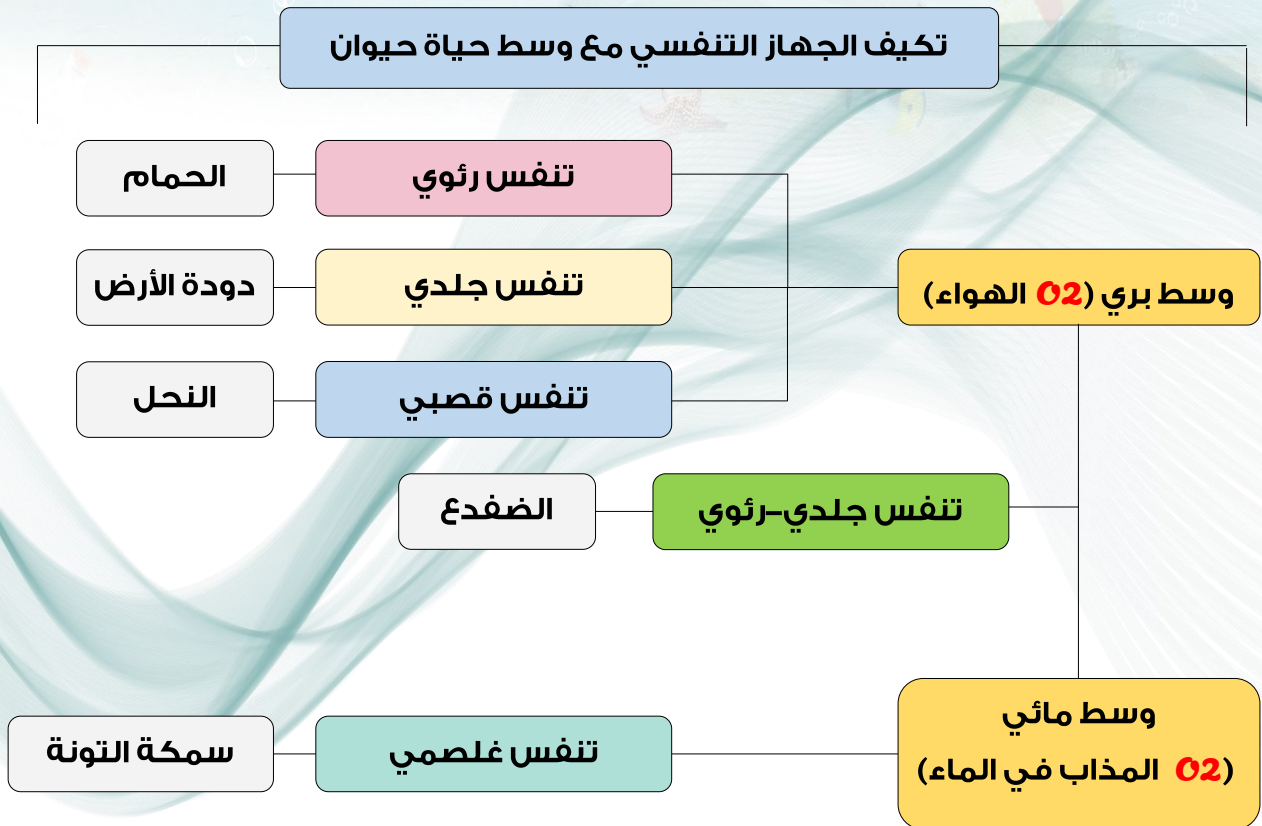 تكيف الجهاز التنفسي مع وسط حياة حيوان
تنفس رئوي
الحمام
وسط بري (O2 الهواء)
تنفس جلدي
دودة الأرض
تنفس قصبي
النحل
تنفس جلدي-رئوي
الضفدع
وسط مائي
(O2 المذاب في الماء)
تنفس غلصمي
سمكة التونة